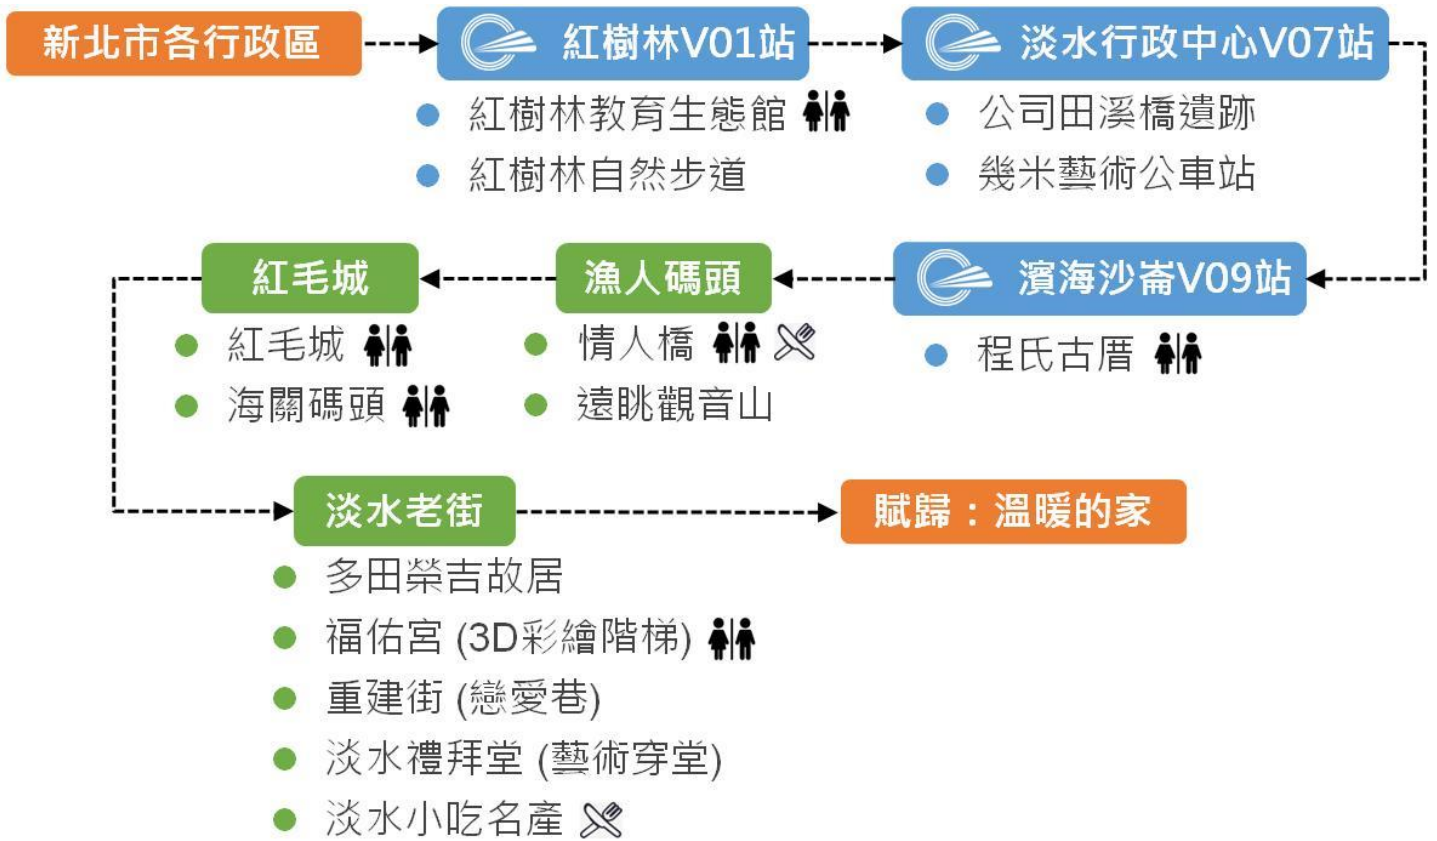 新北市各行政區
紅樹林V01站
淡水行政中心V07站
紅樹林教育生態館
紅樹林自然步道
公司田溪橋遺跡
幾米藝術公車站
濱海沙崙V09站
程氏古厝
漁人碼頭
情人橋
遠眺觀音山
紅毛城
紅毛城
海關碼頭
淡水老街
多田榮吉故居
福佑宮 (3D彩繪階梯)
重建街 (戀愛巷)
淡水禮拜堂 (藝術穿堂)
淡水小吃名產
賦歸：溫暖的家